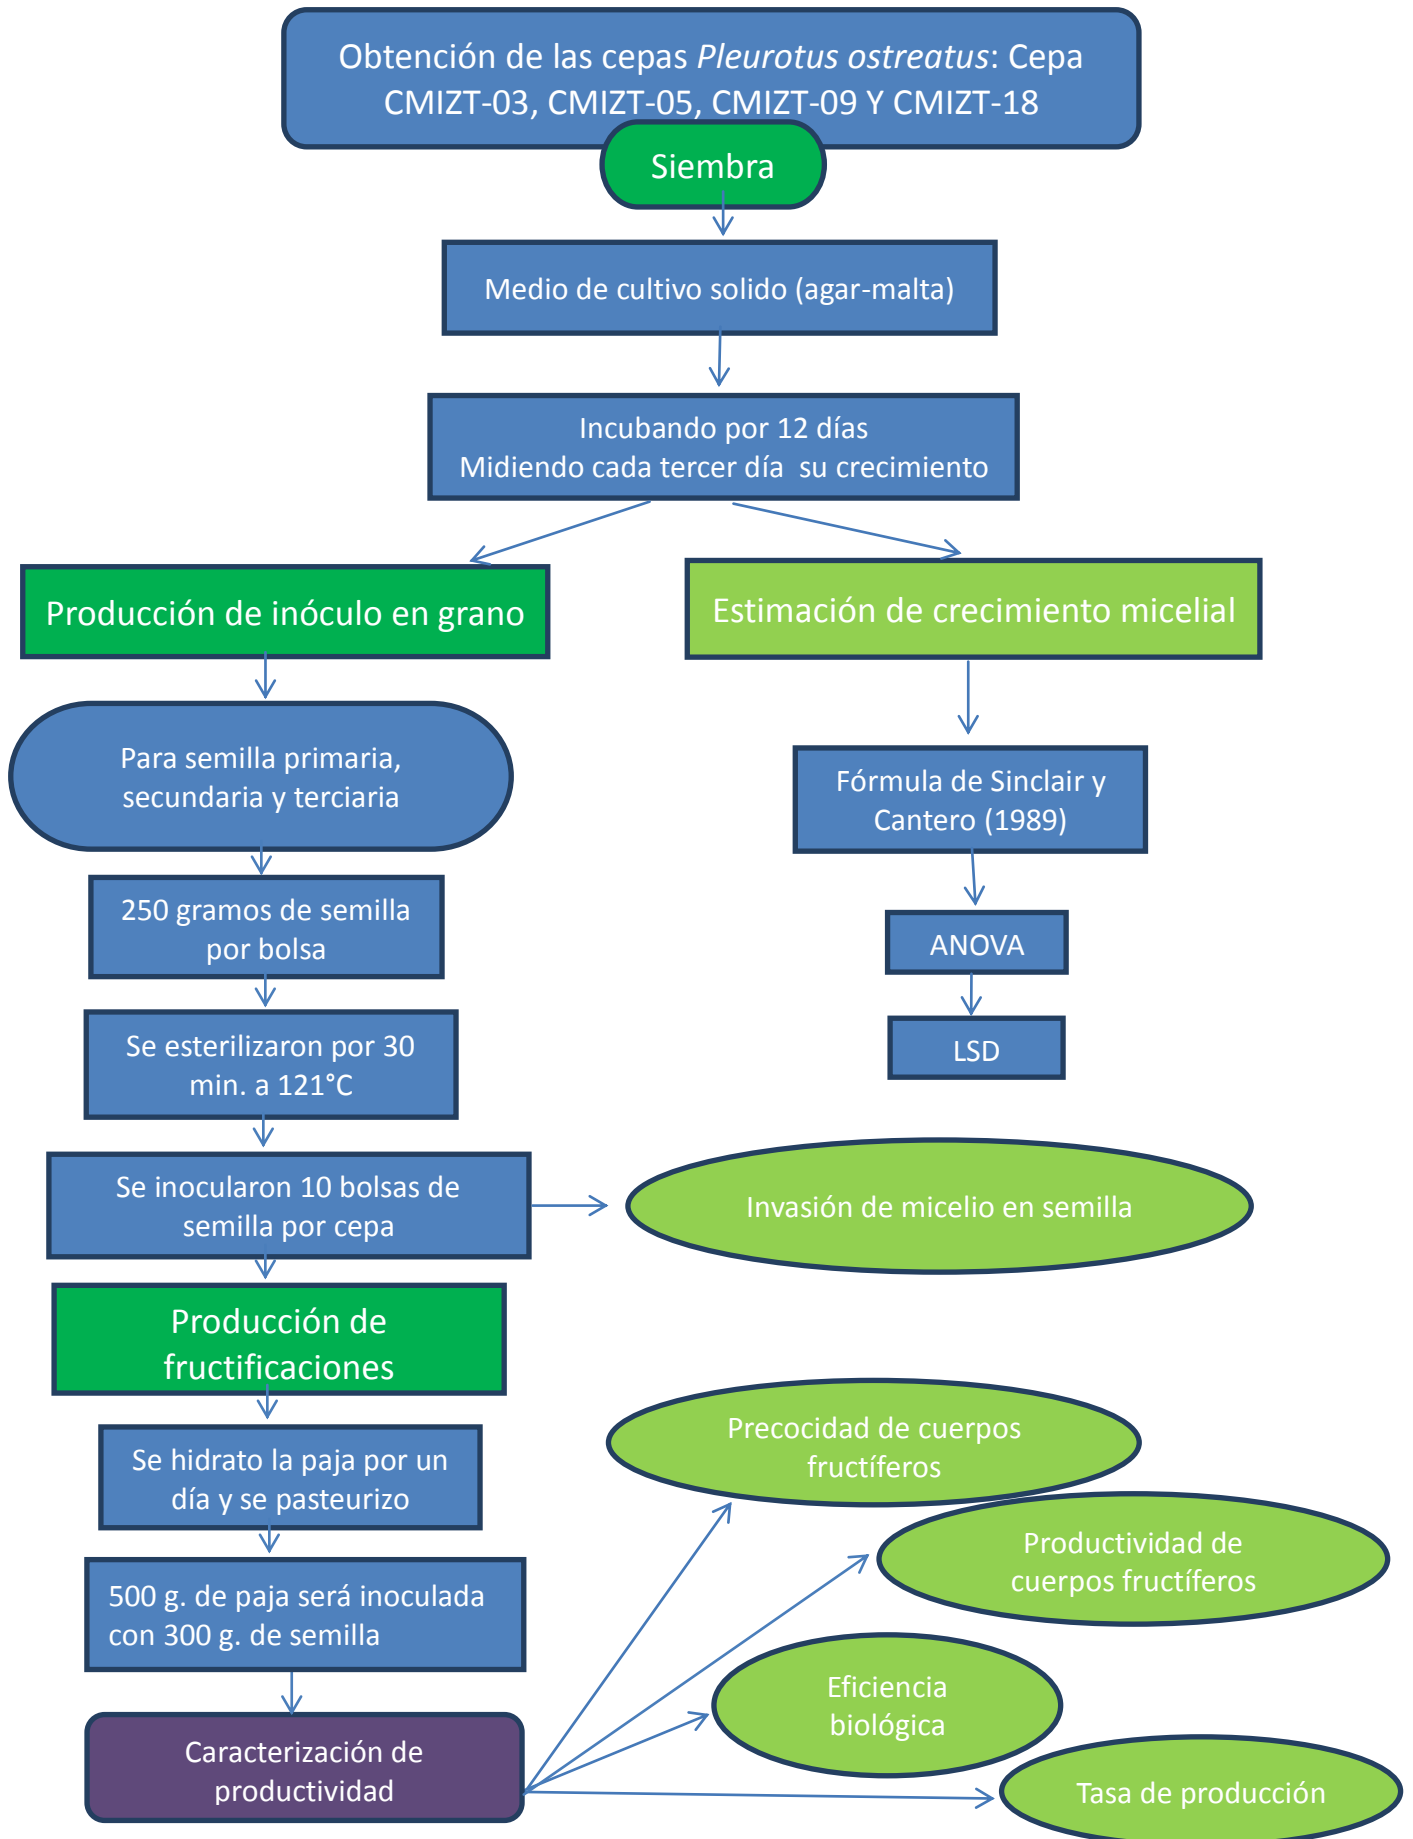 Obtención de las cepas Pleurotus ostreatus: Cepa
CMIZT-03, CMIZT-05, CMIZT-09 Y CMIZT-18
Siembra
Medio de cultivo solido (agar-malta)
Incubando por 12 días
Midiendo cada tercer día su crecimiento
Producción de inóculo en grano
Estimación de crecimiento micelial
Para semilla primaria,
secundaria y terciaria
Fórmula de Sinclair y
Cantero (1989)
250 gramos de semilla
por bolsa
ANOVA
Se esterilizaron por 30
min. a 121°C
LSD
Se inocularon 10 bolsas de
semilla por cepa
Invasión de micelio en semilla
Producción de
fructificaciones
Se hidrato la paja por un
día y se pasteurizo
Precocidad de cuerpos
fructíferos
Productividad de
cuerpos fructíferos
500 g. de paja será inoculada
con 300 g. de semilla
Eficiencia
biológica
Caracterización de
productividad
Tasa de producción